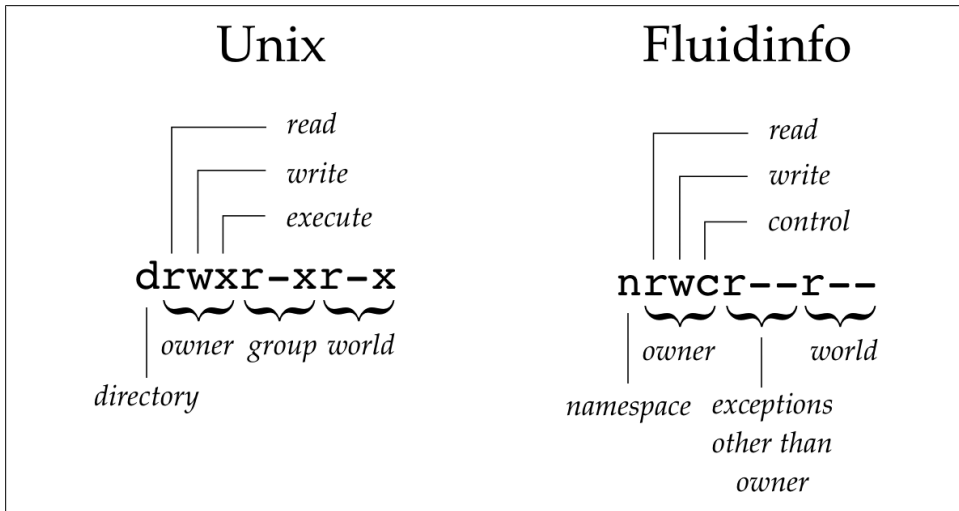 Unix
read
write
execute
drwxr-xr-x
owner group world
directory
Fluidinfo
read
write
control
nrwcr--r--
owner world
namespace exceptions
other than
owner